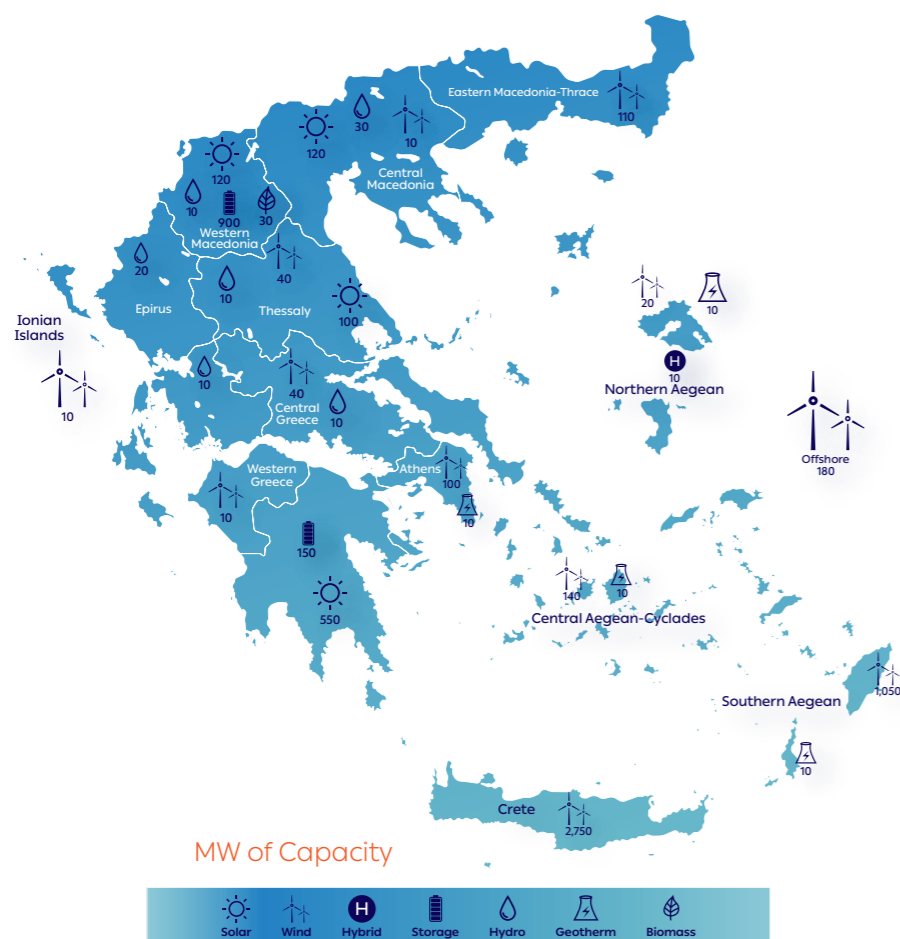 Eastern Macedonia-Thrace
110
30
120
10
Central
Macedonia
120
10
900
30
Western
Macedonia
20
Epirus
40
10
Thessaly
100
Ionian
Islands
10
10
40
Central
Greece
10
20
10
H
10
Northern Aegean
Offshore
180
Western
Greece
10
Athens
100
10
150
550
140
10
Central Aegean-Cyclades
1,050
Southern Aegean
10
Crete
2,750
MW of Capacity
H
Solar Wind Hybrid Storage Hydro Geotherm Biomass